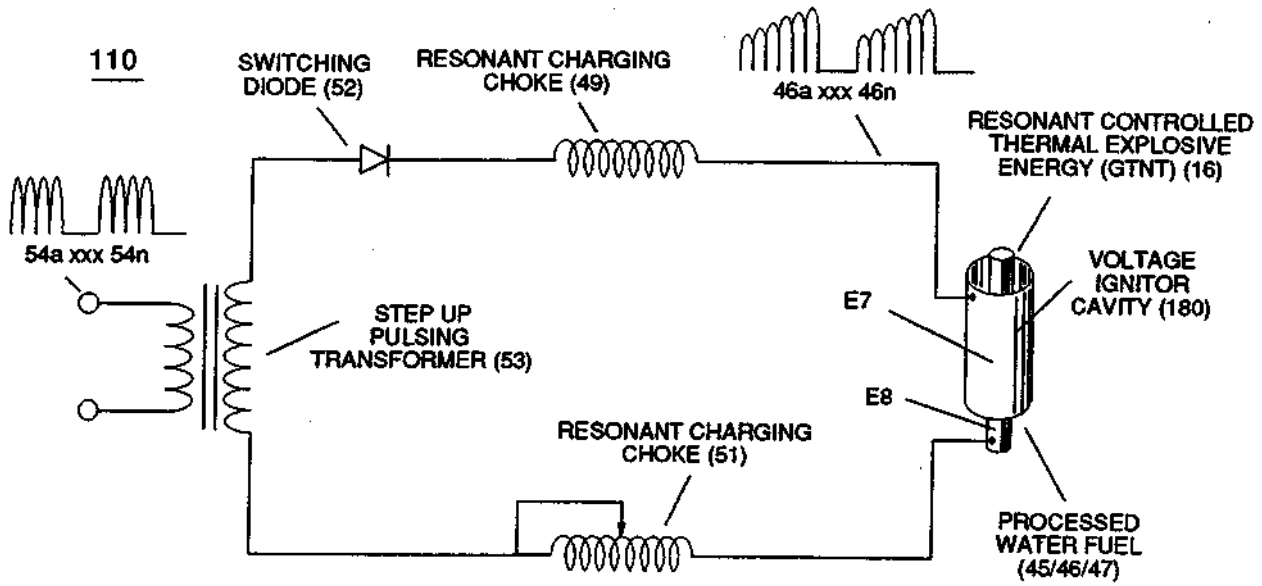 110
SWITCHING
DIODE (52)
RESONANT CHARGING
CHOKE (49)
46a xxx 46n
RESONANT CONTROLLED
THERMAL EXPLOSIVE
ENERGY (GTNT) (16)
54a xxx 54n
STEP UP
PULSING
TRANSFORMER (53)
E7
VOLTAGE
IGNITOR
CAVITY (180)
E8
RESONANT CHARGING
CHOKE (51)
PROCESSED
WATER FUEL
(45/46/47)